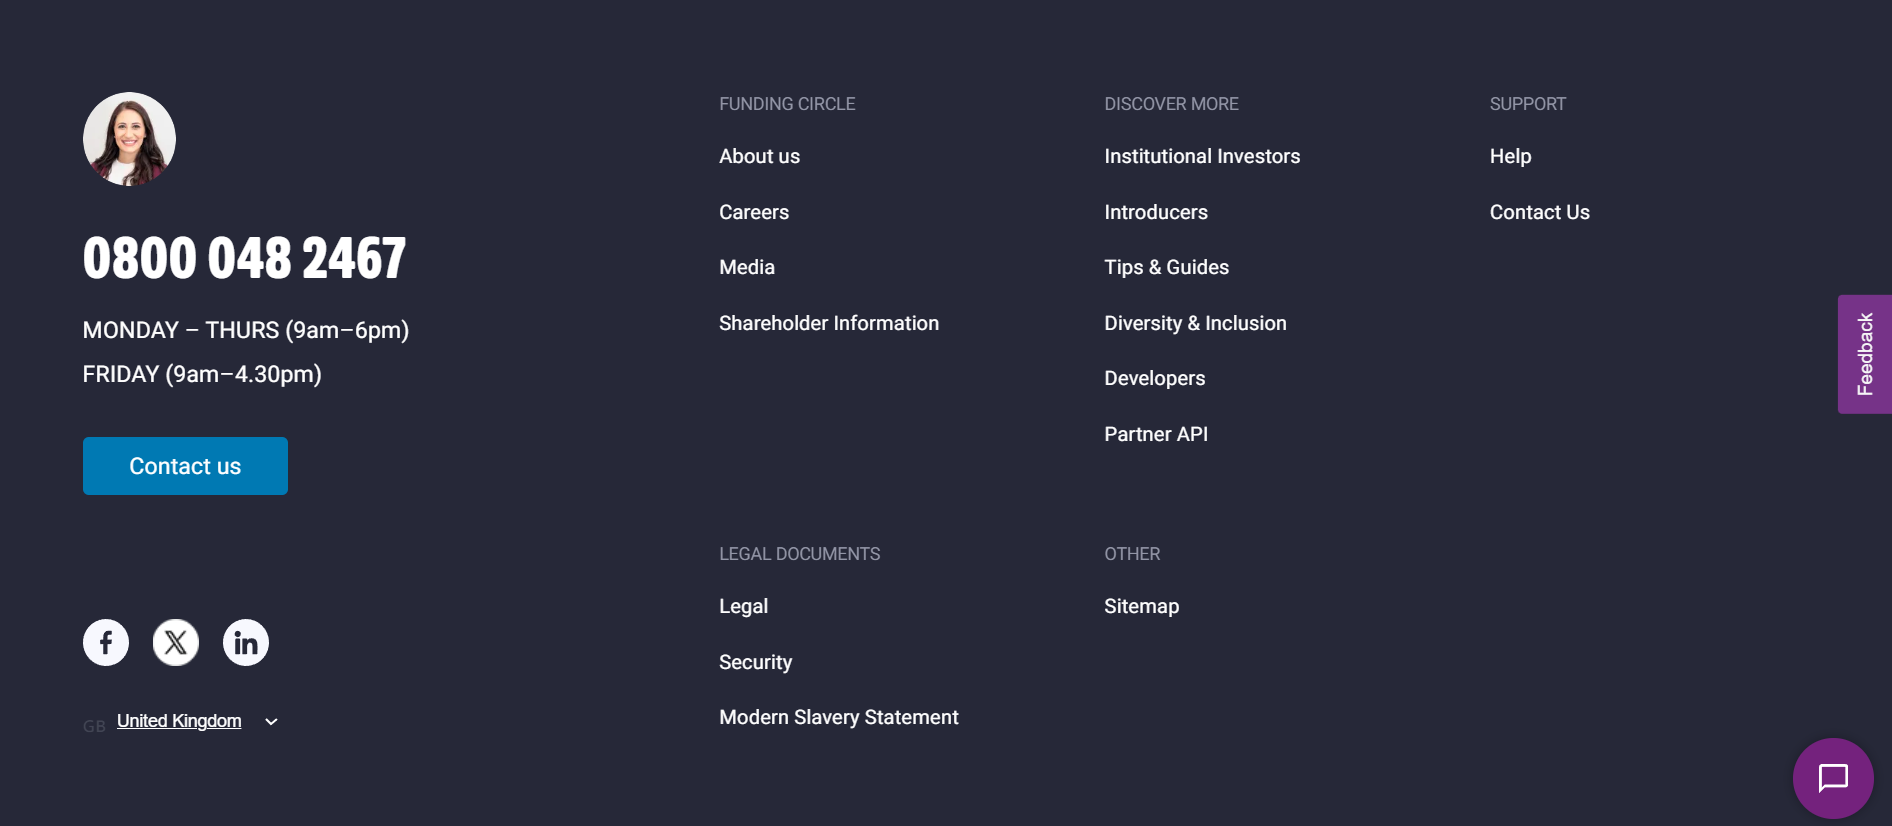 0800 048 2467
MONDAY – THURS (9am–6pm)
FRIDAY (9am–4.30pm)
Contact us
GB United Kingdom
FUNDING CIRCLE
About us
Careers
Media
Shareholder Information
DISCOVER MORE
Institutional Investors
Introducers
Tips & Guides
Diversity & Inclusion
Developers
Partner API
SUPPORT
Help
Contact Us
LEGAL DOCUMENTS
Legal
Security
Modern Slavery Statement
OTHER
Sitemap
Feedback